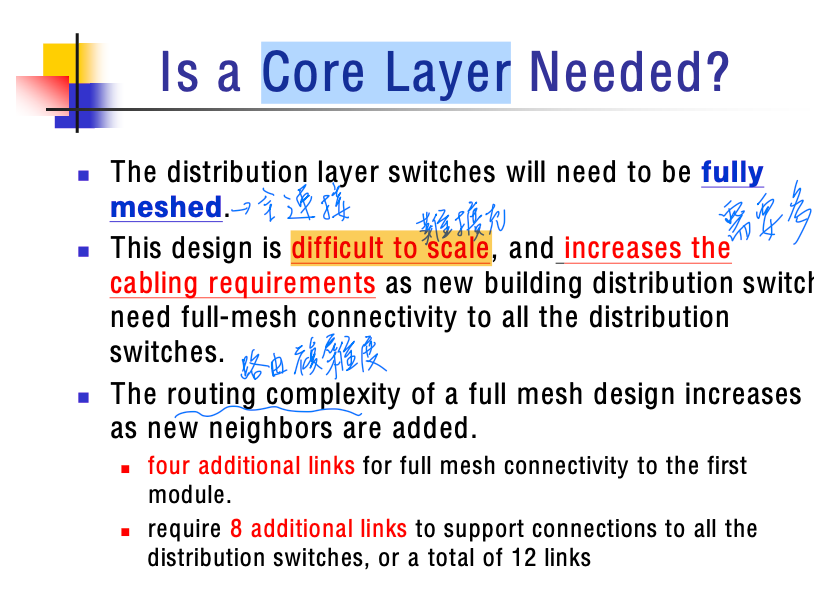 Is a Core Layer Needed?
The distribution layer switches will need to be fully
meshed.→全連接
難擴充
需要多
This design is difficult to scale, and increases the
cabling requirements as new building distribution switch
need full-mesh connectivity to all the distribution
switches.
路由複雜度
The routing complexity of a full mesh design increases
as new neighbors are added.
four additional links for full mesh connectivity to the first
module.
require 8 additional links to support connections to all the
distribution switches, or a total of 12 links